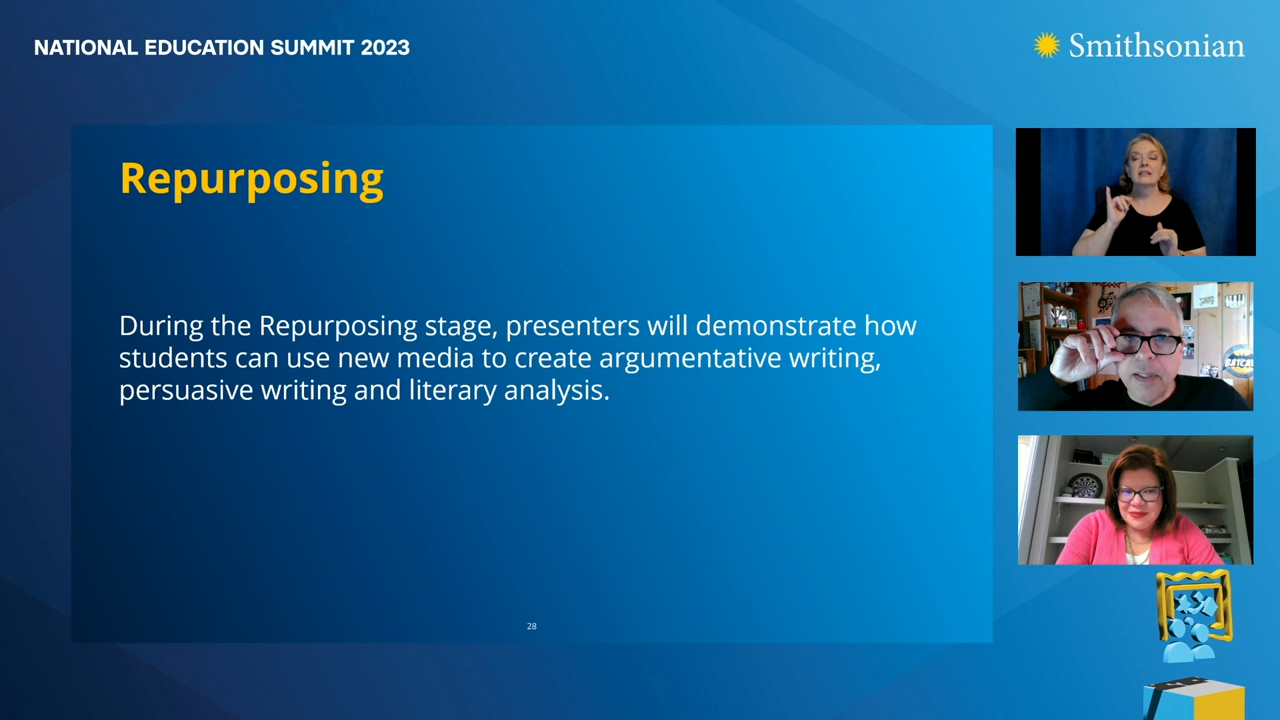 NATIONAL EDUCATION SUMMIT 2023
Smithsonian
Repurposing
During the Repurposing stage, presenters will demonstrate how
students can use new media to create argumentative writing,
persuasive writing and literary analysis.
28